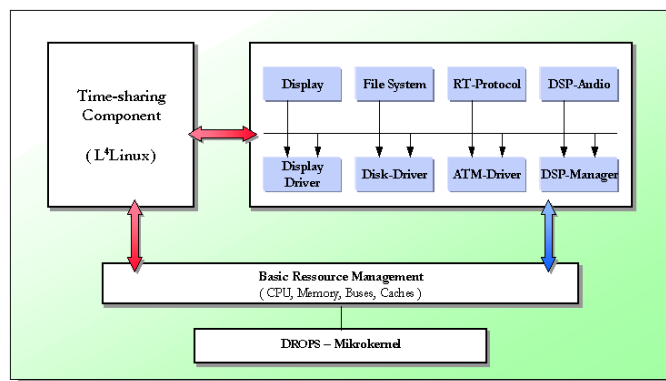 Time-sharing
Component
( L⁴Linux )
Display
File System
RT-Protocol
DSP-Audio
Display
Driver
Disk-Driver
ATM-Driver
DSP-Manager
Basic Ressource Management
( CPU, Memory, Buses, Caches )
DROPS – Mikrokernel